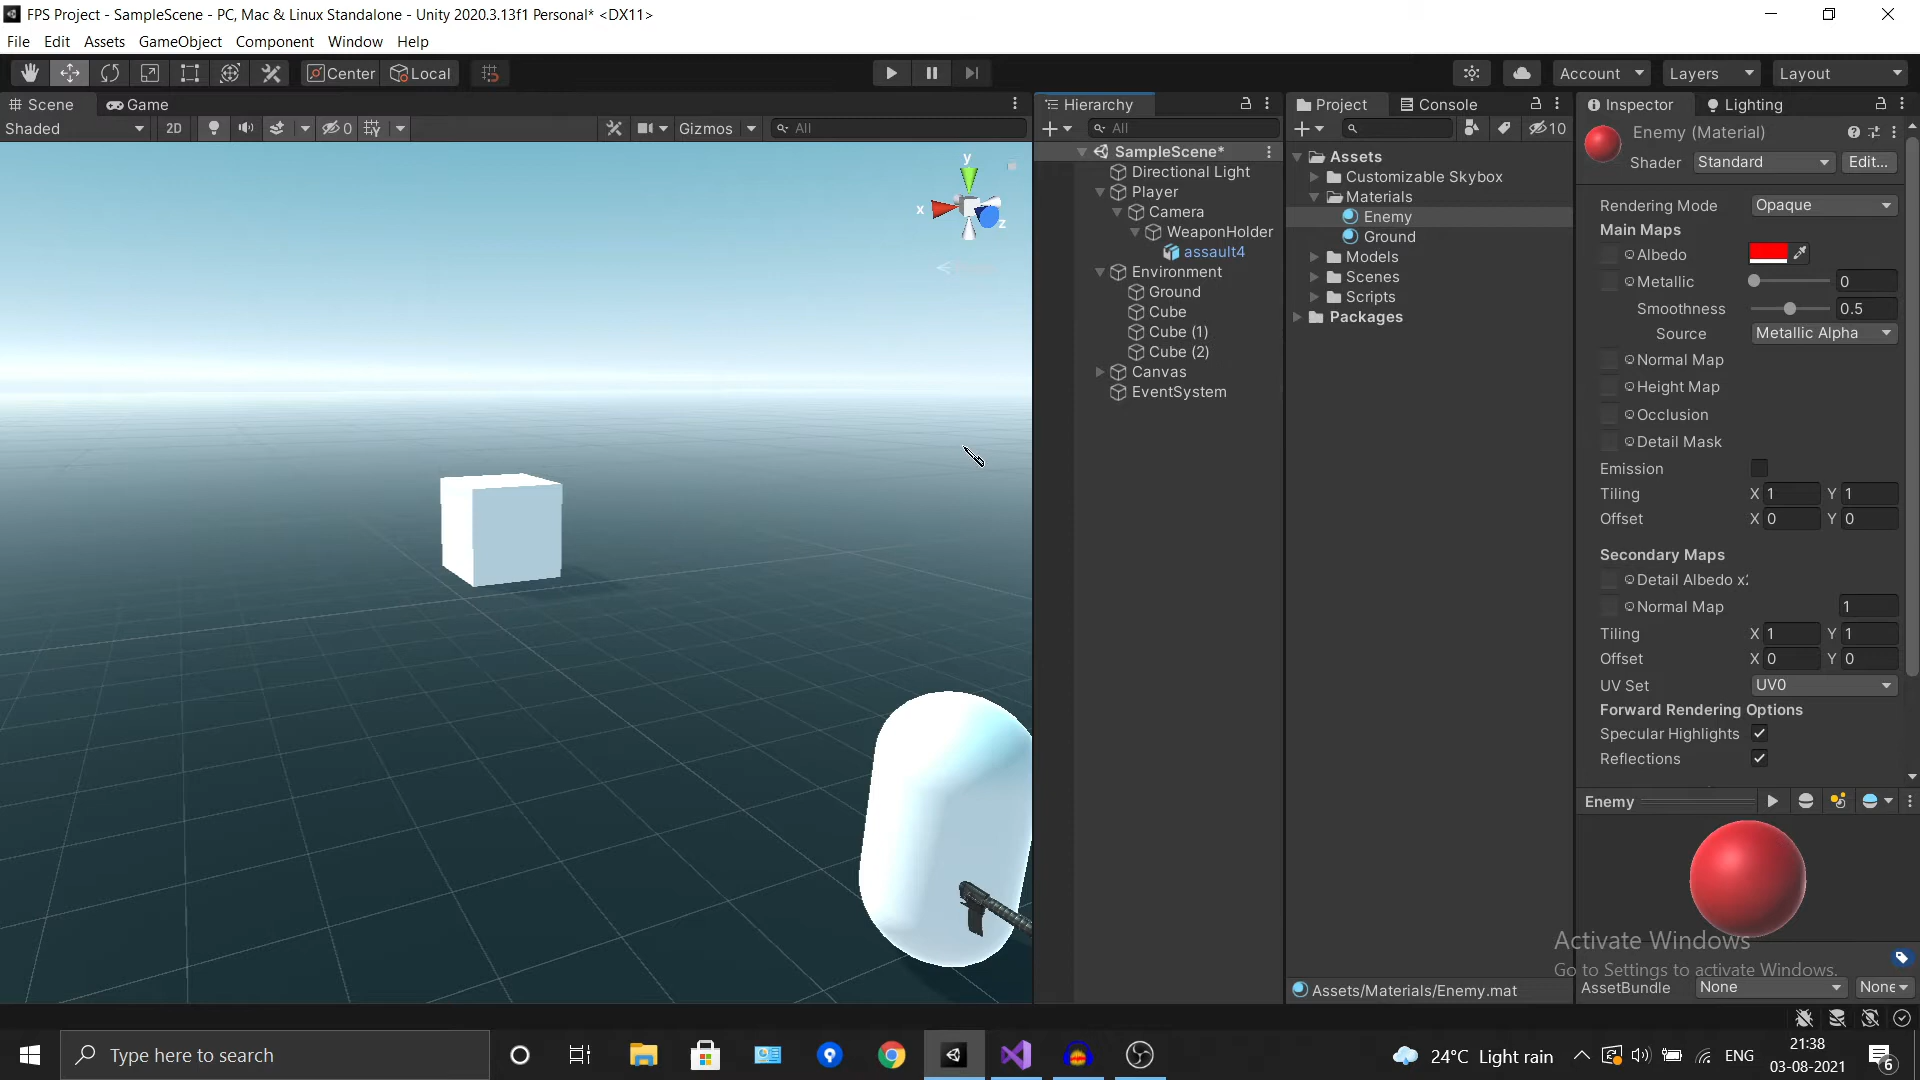 FPS Project - SampleScene - PC, Mac & Linux Standalone - Unity 2020.3.13f1 Personal* <DX11>
File Edit Assets GameObject Component Window Help
Center Local Account Layers Layout
Scene Game
Shaded 2D 0 Gizmos All
y
x
z
Hierarchy
All
SampleScene*
Directional Light
Player
Camera
WeaponHolder
assault4
Environment
Ground
Cube
Cube (1)
Cube (2)
Canvas
EventSystem
Project Console
10
Assets
Customizable Skybox
Materials
Enemy
Ground
Models
Scenes
Scripts
Packages
Assets/Materials/Enemy.mat
Inspector Lighting
Enemy (Material)
Shader Standard Edit...
Rendering Mode Opaque
Main Maps
Albedo
Metallic 0
Smoothness 0.5
Source Metallic Alpha
Normal Map
Height Map
Occlusion
Detail Mask
Emission
Tiling X 1 Y 1
Offset X 0 Y 0
Secondary Maps
Detail Albedo x
Normal Map 1
Tiling X 1 Y 1
Offset X 0 Y 0
UV Set UV0
Forward Rendering Options
Specular Highlights
Reflections
Enemy
Activate Windows
Go to Settings to activate Windows.
AssetBundle None None
Type here to search
24°C Light rain ENG
21:38
03-08-2021
6